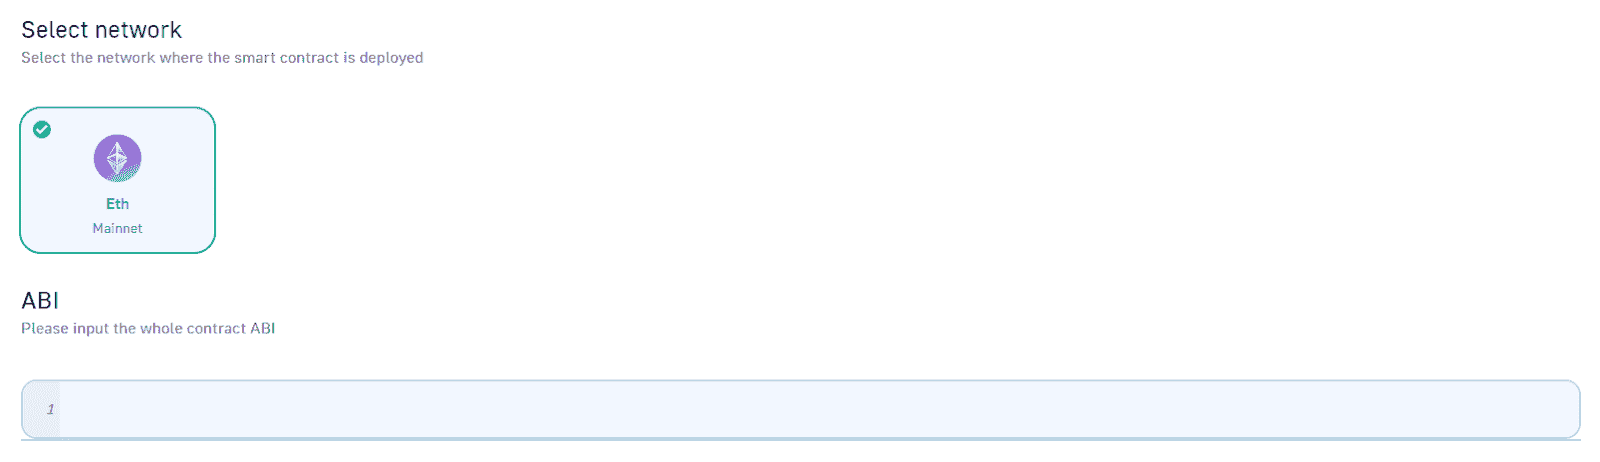 Select network
Select the network where the smart contract is deployed
Eth
Mainnet
ABI
Please input the whole contract ABI
1